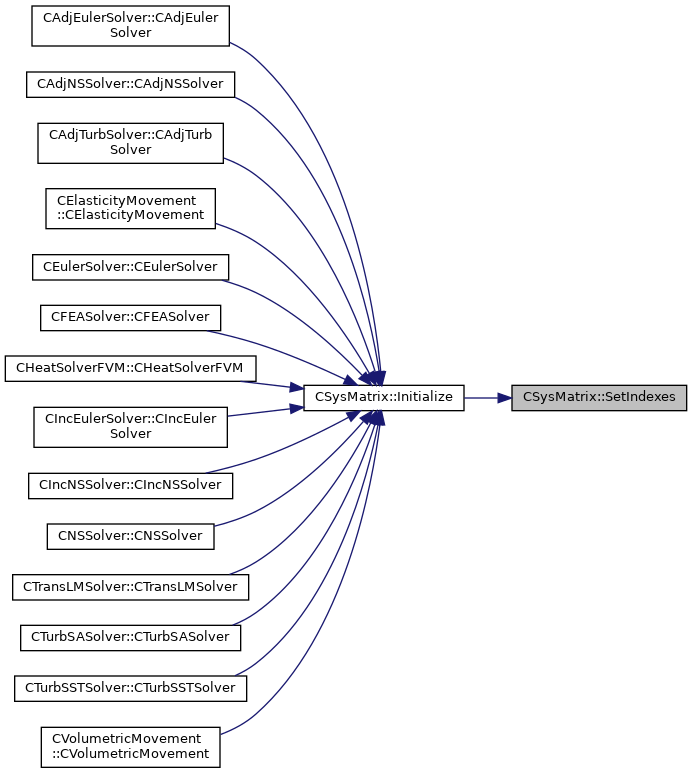 CAdjEulerSolver::CAdjEuler
Solver
CAdjNSSolver::CAdjNSSolver
CAdjTurbSolver::CAdjTurb
Solver
CElasticityMovement
::CElasticityMovement
CEulerSolver::CEulerSolver
CFEASolver::CFEASolver
CHeatSolverFVM::CHeatSolverFVM
CIncEulerSolver::CIncEuler
Solver
CIncNSSolver::CIncNSSolver
CNSSolver::CNSSolver
CTransLMSolver::CTransLMSolver
CTurbSASolver::CTurbSASolver
CTurbSSTSolver::CTurbSSTSolver
CVolumetricMovement
::CVolumetricMovement
CSysMatrix::Initialize
CSysMatrix::SetIndexes